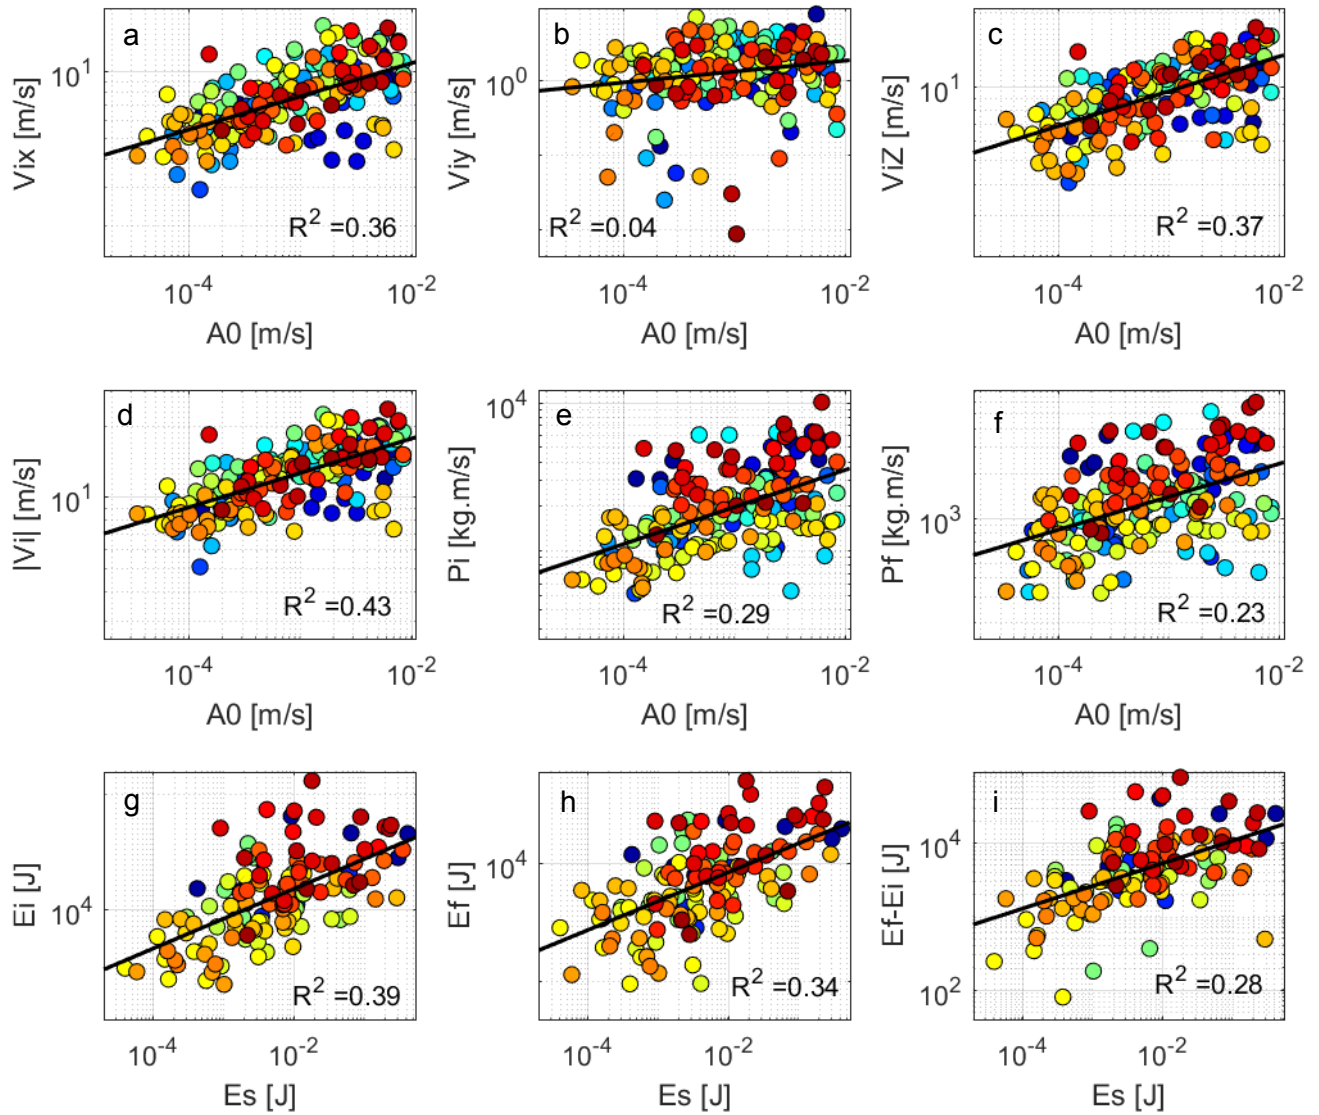 a
Vix [m/s]
10^1
R^2 =0.36
10^-4 10^-2
A0 [m/s]
b
Viy [m/s]
10^0
R^2 =0.04
10^-4 10^-2
A0 [m/s]
c
ViZ [m/s]
10^1
R^2 =0.37
10^-4 10^-2
A0 [m/s]
d
|Vi| [m/s]
10^1
R^2 =0.43
10^-4 10^-2
A0 [m/s]
e
Pi [kg.m/s]
10^4
R^2 =0.29
10^-4 10^-2
A0 [m/s]
f
Pf [kg.m/s]
10^3
R^2 =0.23
10^-4 10^-2
A0 [m/s]
g
Ei [J]
10^4
R^2 =0.39
10^-4 10^-2
Es [J]
h
Ef [J]
10^4
R^2 =0.34
10^-4 10^-2
Es [J]
i
Ef-Ei [J]
10^4
10^2
R^2 =0.28
10^-4 10^-2
Es [J]